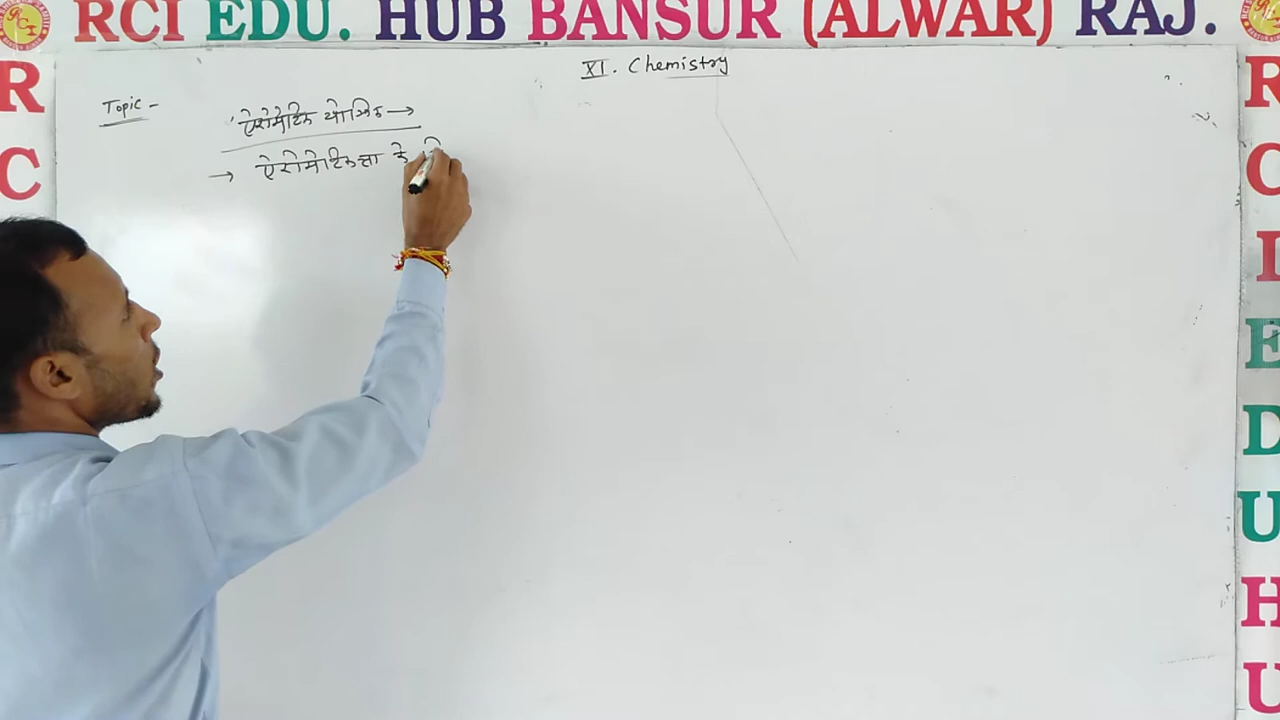 RCI EDU. HUB BANSUR (ALWAR) RAJ.
XI. Chemistry
Topic -
ऐरोमेटिक यौगिक →
→ ऐरोमेटिकता के
R
C
R
C
I
E
D
U
H
U